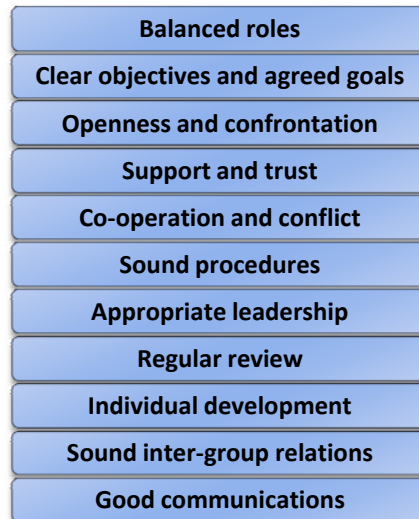 Balanced roles
Clear objectives and agreed goals
Openness and confrontation
Support and trust
Co-operation and conflict
Sound procedures
Appropriate leadership
Regular review
Individual development
Sound inter-group relations
Good communications